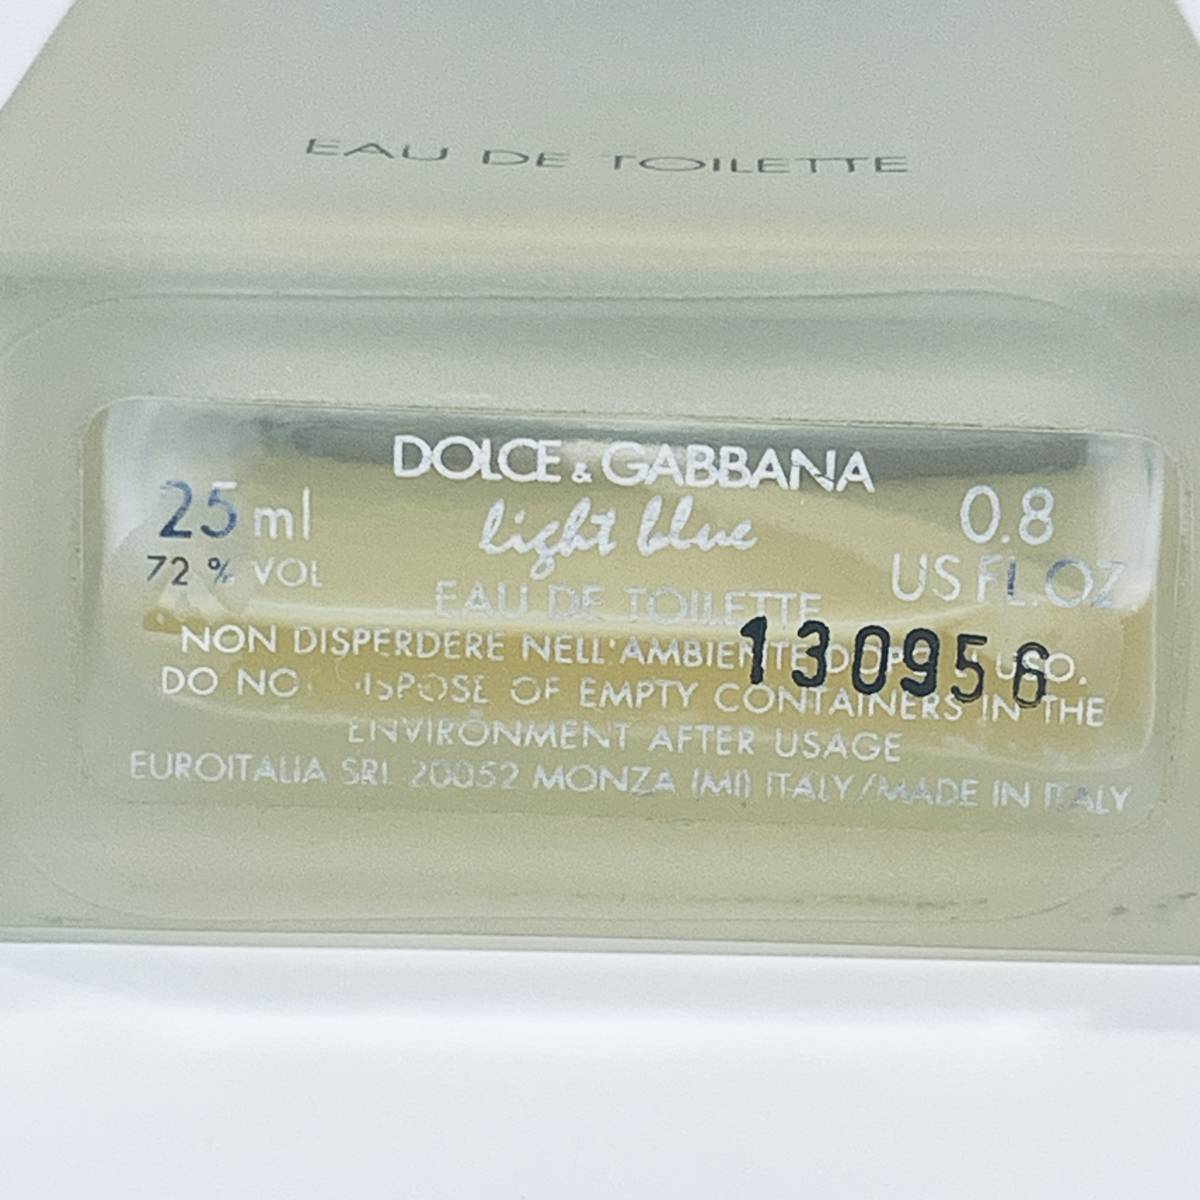 EAU DE TOILETTE
DOLCE & GABBANA
25 ml
light blue
0.8
72 % VOL
US FL.OZ
EAU DE TOILETTE
130956
NON DISPERDERE NELL'AMBIENTE DOPO L'USO.
DO NOT DISPOSE OF EMPTY CONTAINERS IN THE
ENVIRONMENT AFTER USAGE
EUROITALIA SRL 20052 MONZA (MI) ITALY/MADE IN ITALY